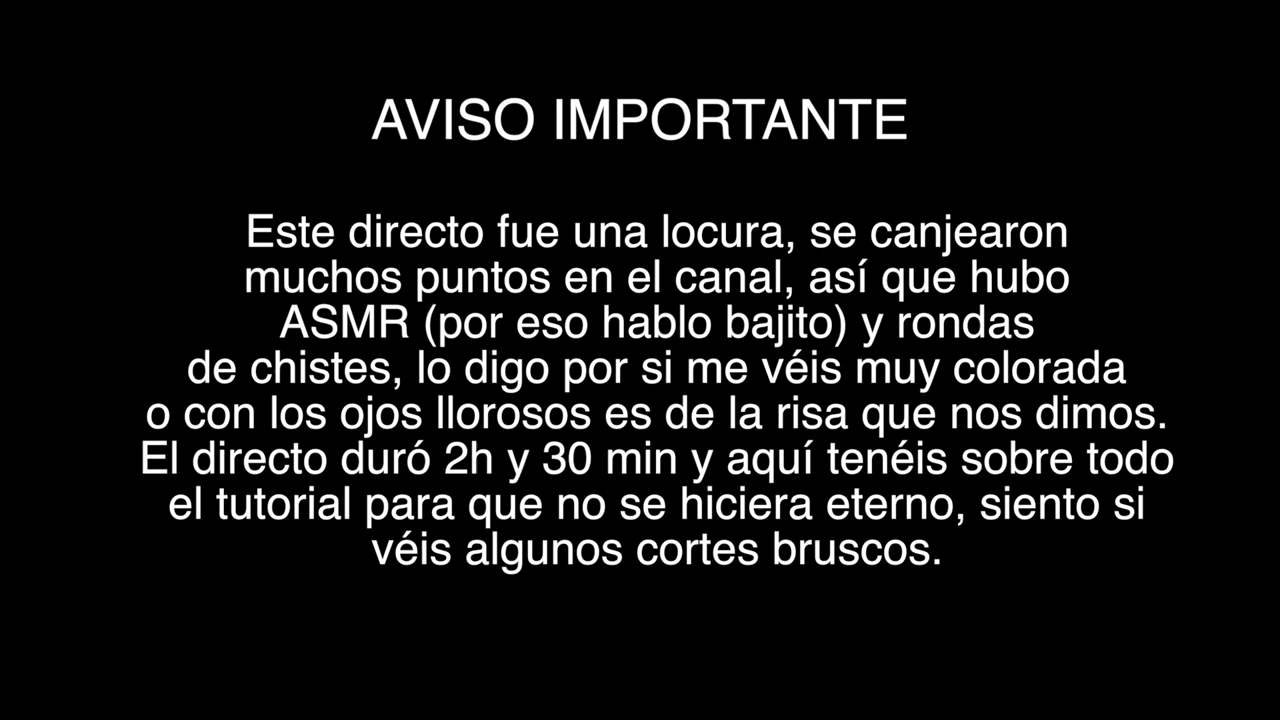 AVISO IMPORTANTE
Este directo fue una locura, se canjearon
muchos puntos en el canal, así que hubo
ASMR (por eso hablo bajito) y rondas
de chistes, lo digo por si me véis muy colorada
o con los ojos llorosos es de la risa que nos dimos.
El directo duró 2h y 30 min y aquí tenéis sobre todo
el tutorial para que no se hiciera eterno, siento si
véis algunos cortes bruscos.